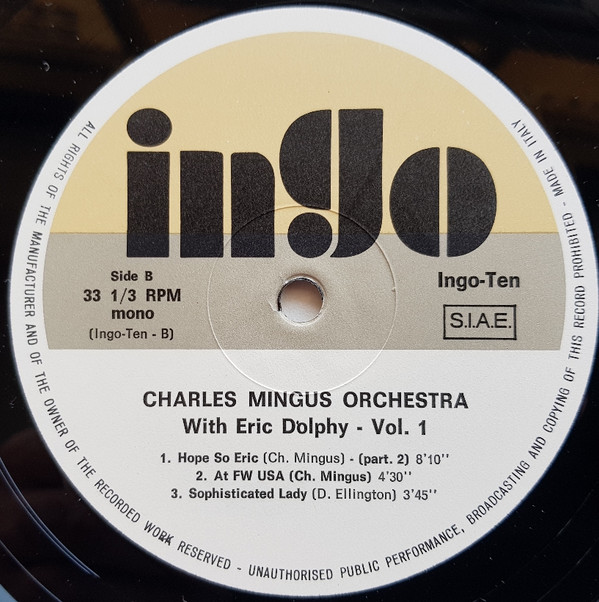 ingo
Side B
33 1/3 RPM
mono
(Ingo-Ten - B)
Ingo-Ten
S.I.A.E.
CHARLES MINGUS ORCHESTRA
With Eric Dolphy - Vol. 1
1. Hope So Eric (Ch. Mingus) - (part. 2) 8'10''
2. At FW USA (Ch. Mingus) 4'30''
3. Sophisticated Lady (D. Ellington) 3'45''
ALL RIGHTS OF THE MANUFACTURER AND OF THE OWNER OF THE RECORDED WORK RESERVED - UNAUTHORISED PUBLIC PERFORMANCE, BROADCASTING AND COPYING OF THIS RECORD PROHIBITED - MADE IN ITALY